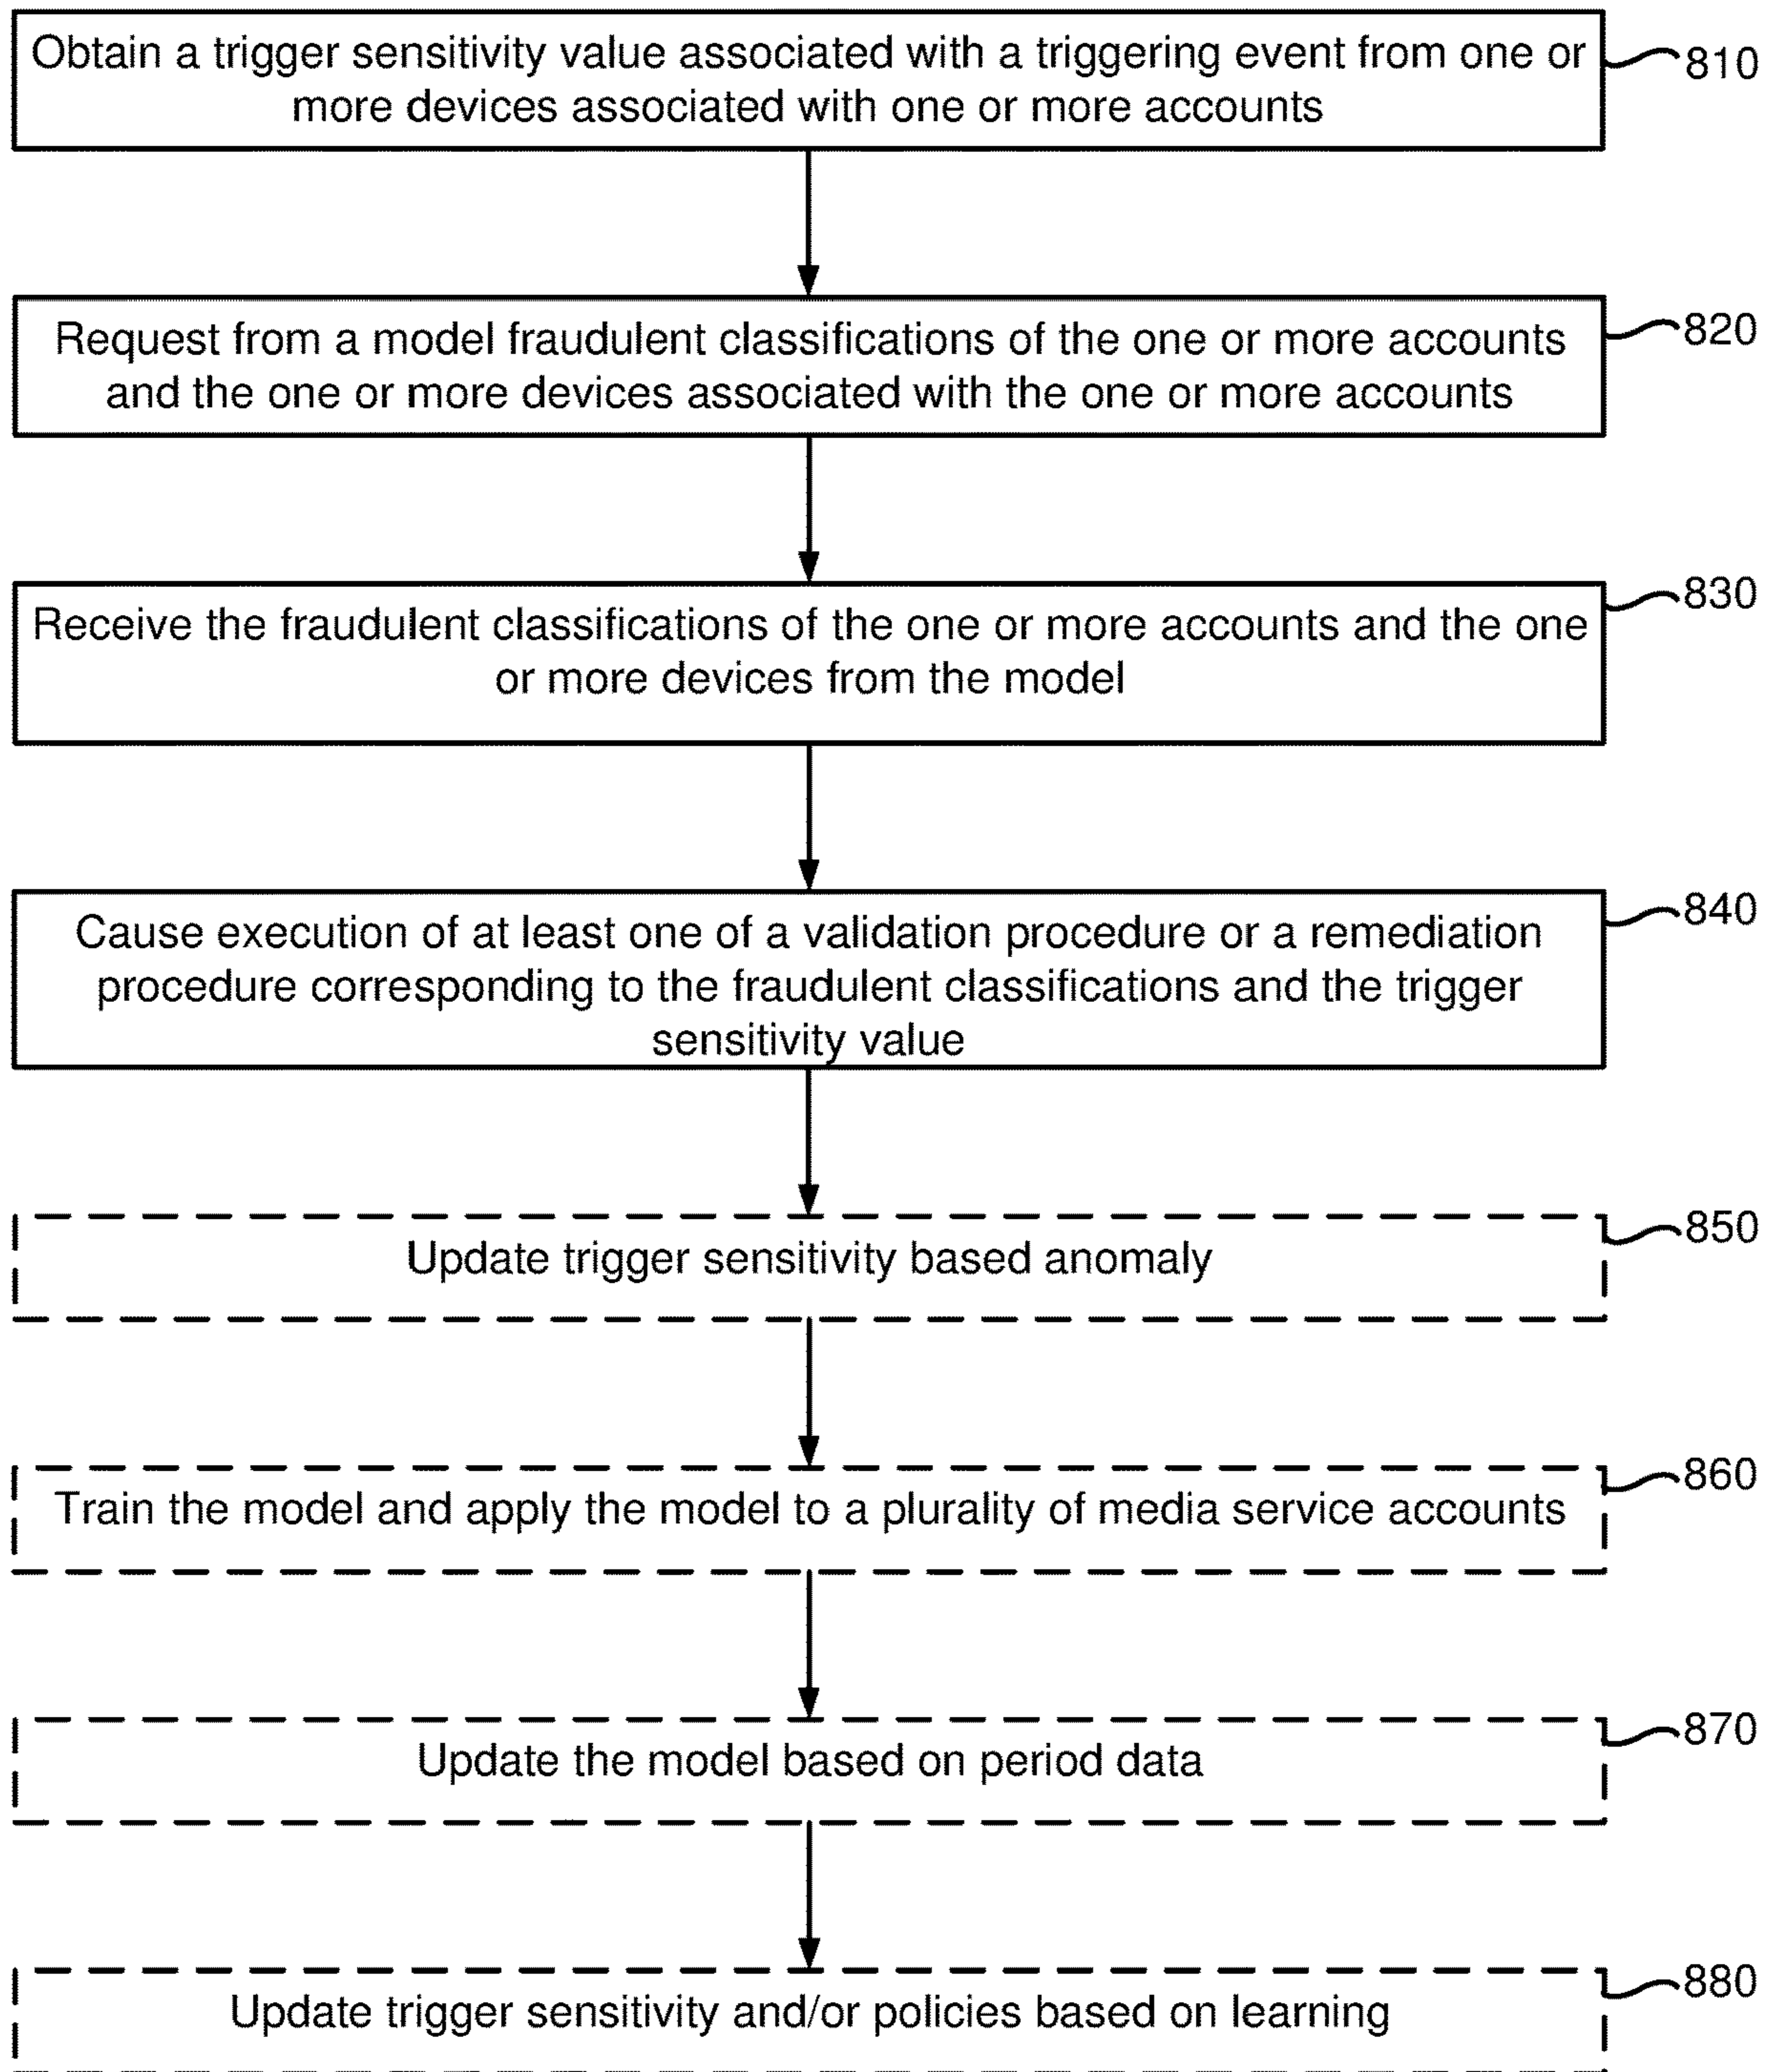 Obtain a trigger sensitivity value associated with a triggering event from one or
more devices associated with one or more accounts
810
Request from a model fraudulent classifications of the one or more accounts
and the one or more devices associated with the one or more accounts
820
Receive the fraudulent classifications of the one or more accounts and the one
or more devices from the model
830
Cause execution of at least one of a validation procedure or a remediation
procedure corresponding to the fraudulent classifications and the trigger
sensitivity value
840
Update trigger sensitivity based anomaly
850
Train the model and apply the model to a plurality of media service accounts
860
Update the model based on period data
870
Update trigger sensitivity and/or policies based on learning
880